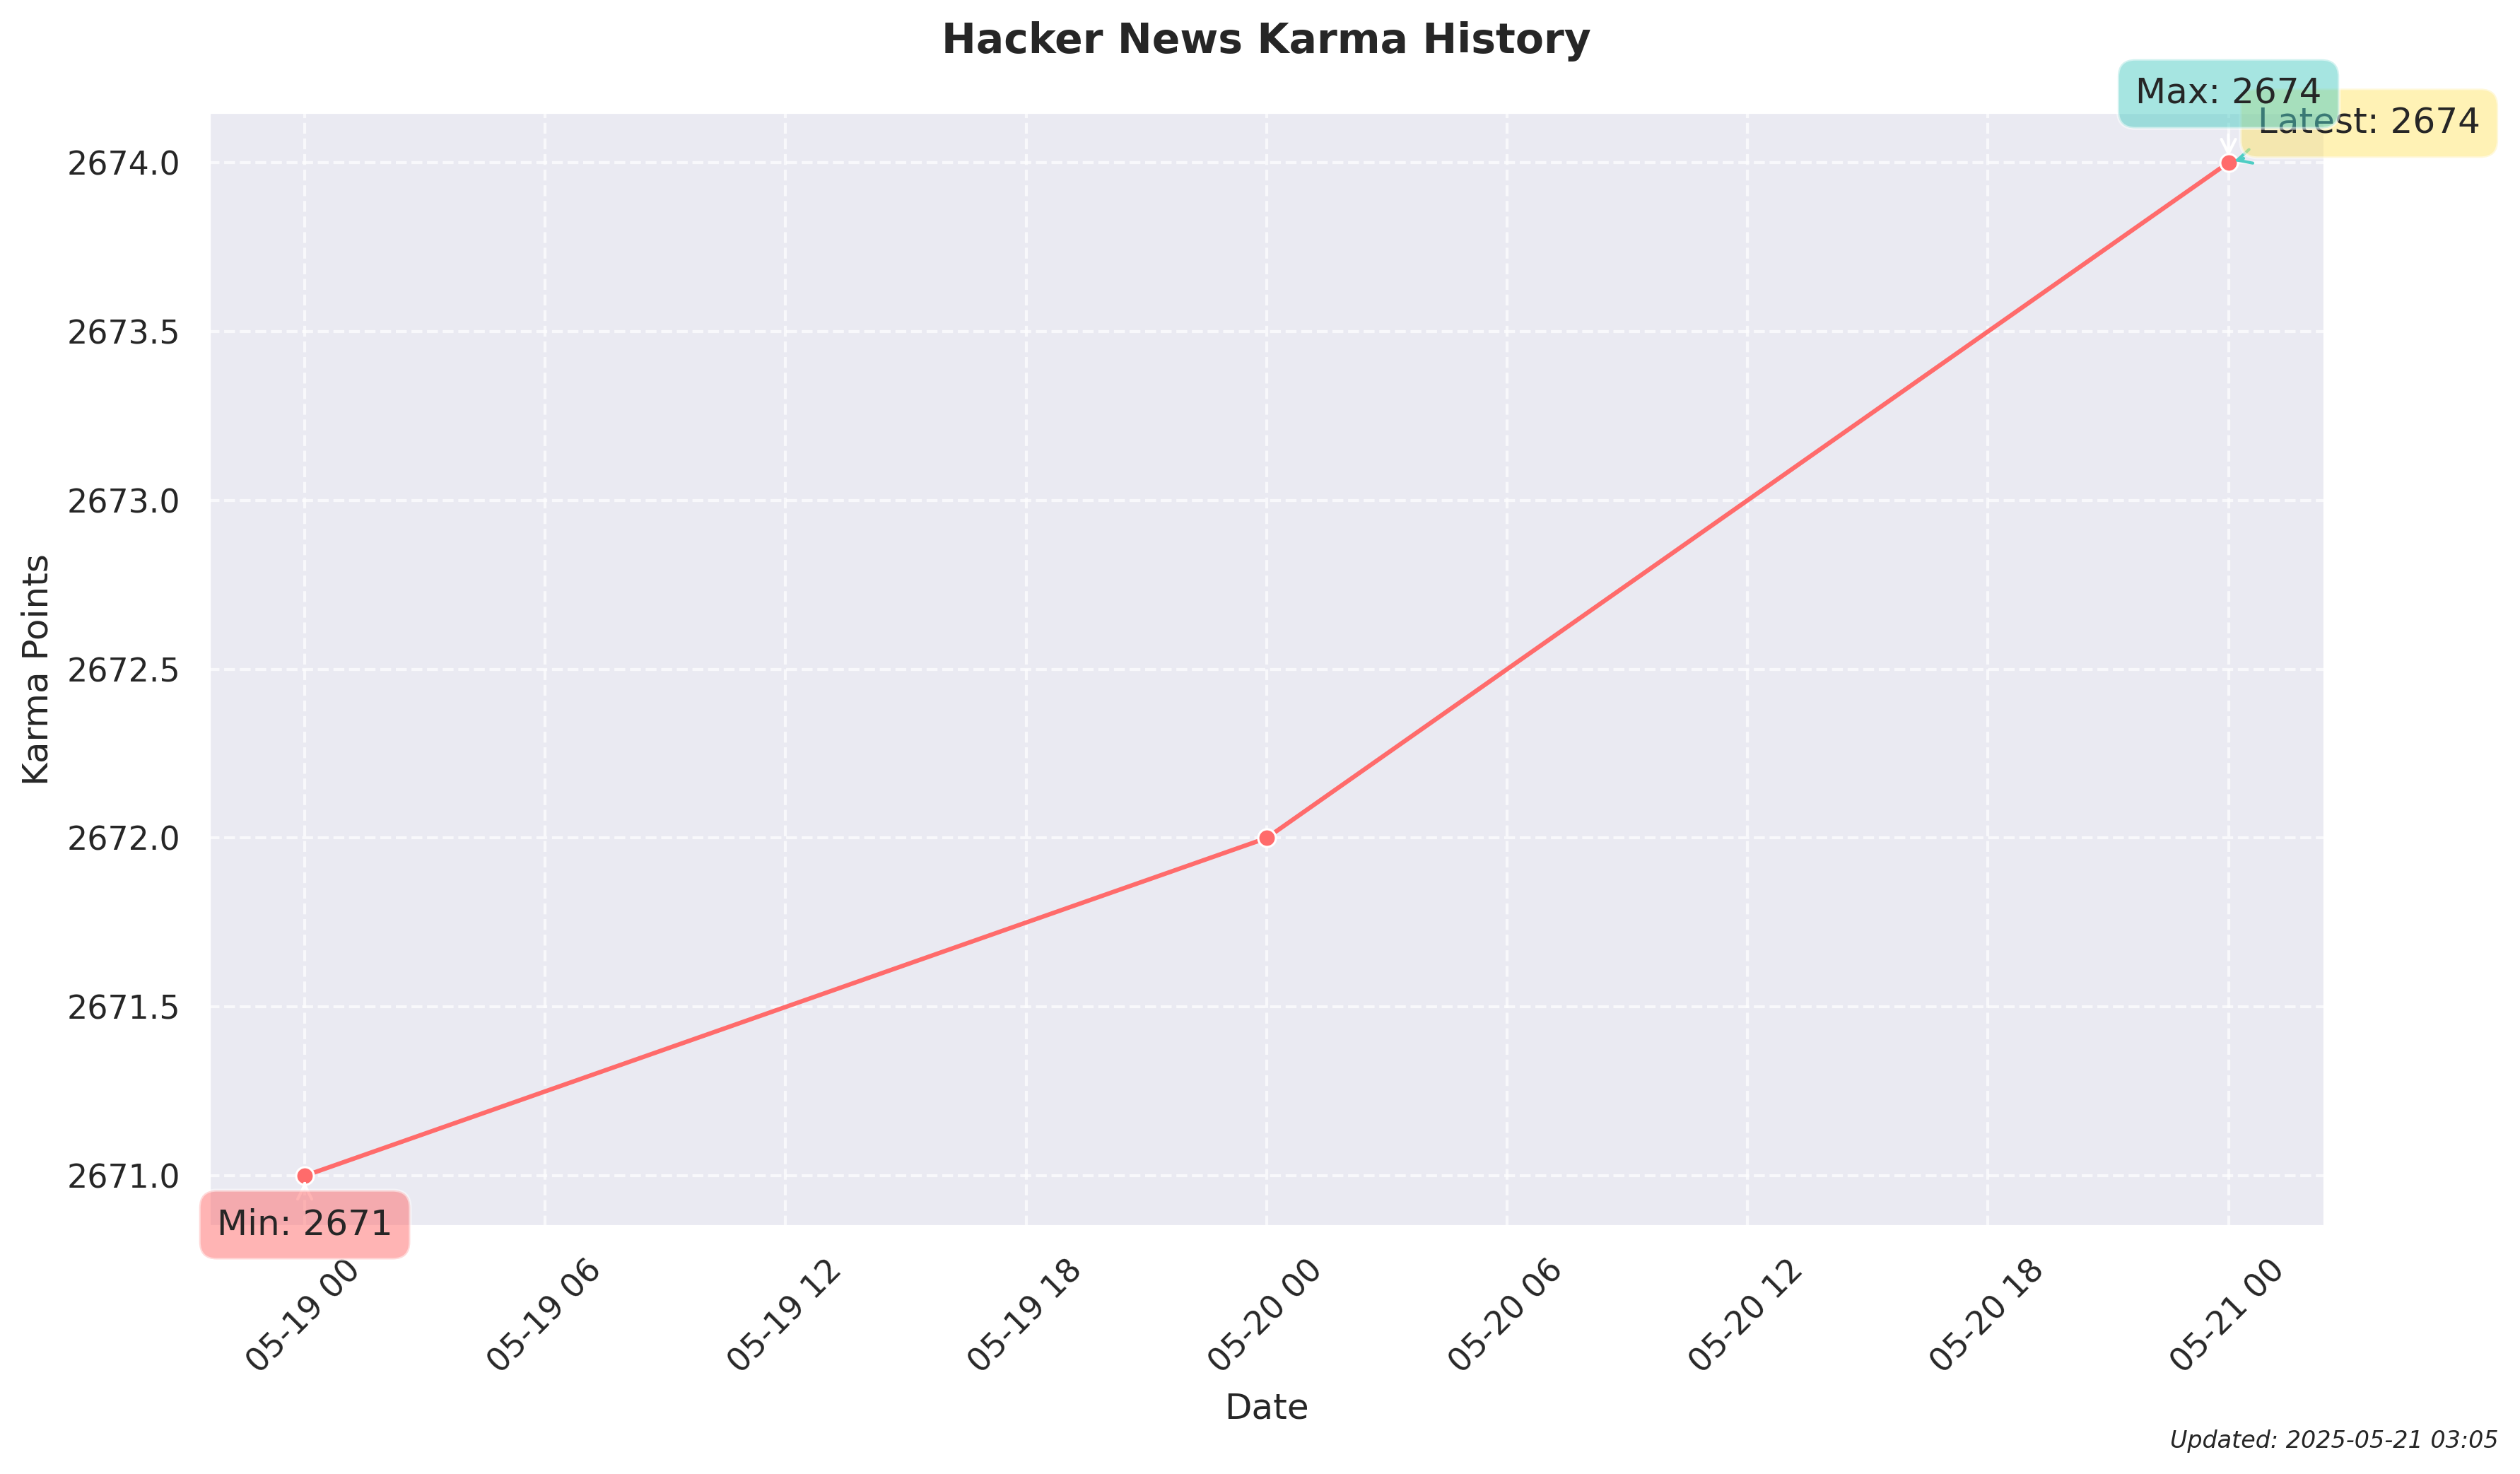 Hacker News Karma History
Max: 2674
Latest: 2674
2674.0
2673.5
2673.0
2672.5
2672.0
2671.5
2671.0
Karma Points
Min: 2671
05-19 00
05-19 06
05-19 12
05-19 18
05-20 00
05-20 06
05-20 12
05-20 18
05-21 00
Date
Updated: 2025-05-21 03:05